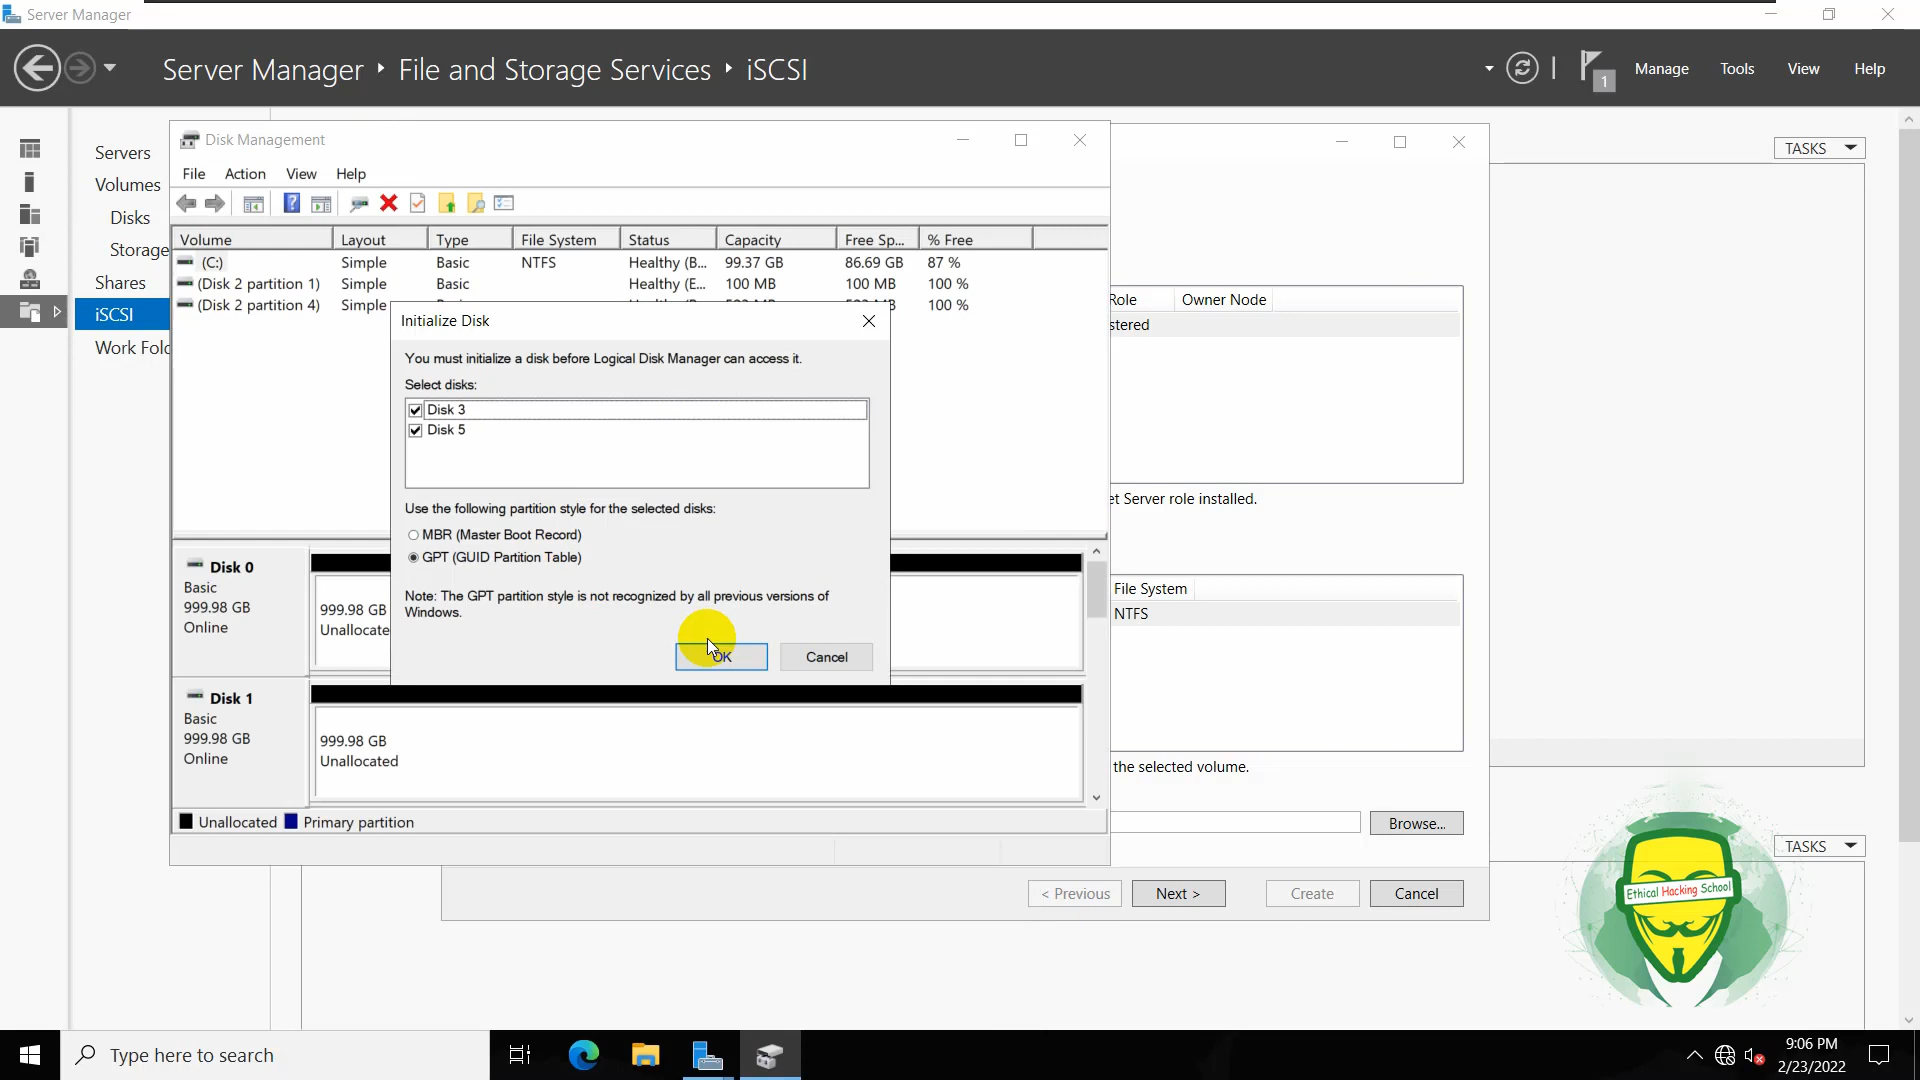 Server Manager
Server Manager ‣ File and Storage Services ‣ iSCSI
1
Manage Tools View Help
Servers
Volumes
Disks
Storage
Shares
iSCSI
Work Fol
Disk Management
File Action View Help
Volume Layout Type File System Status Capacity Free Sp... % Free
(C:) Simple Basic NTFS Healthy (B... 99.37 GB 86.69 GB 87 %
(Disk 2 partition 1) Simple Basic Healthy (E... 100 MB 100 MB 100 %
(Disk 2 partition 4) Simple 100 %
Initialize Disk
You must initialize a disk before Logical Disk Manager can access it.
Select disks:
Disk 3
Disk 5
Use the following partition style for the selected disks:
MBR (Master Boot Record)
GPT (GUID Partition Table)
Note: The GPT partition style is not recognized by all previous versions of
Windows.
OK Cancel
Disk 0
Basic
999.98 GB
Online
999.98 GB
Unallocate
Disk 1
Basic
999.98 GB
Online
999.98 GB
Unallocated
Unallocated Primary partition
Role Owner Node
stered
et Server role installed.
File System
NTFS
the selected volume.
Browse...
< Previous Next > Create Cancel
TASKS
TASKS
Ethical Hacking School
Type here to search
9:06 PM
2/23/2022